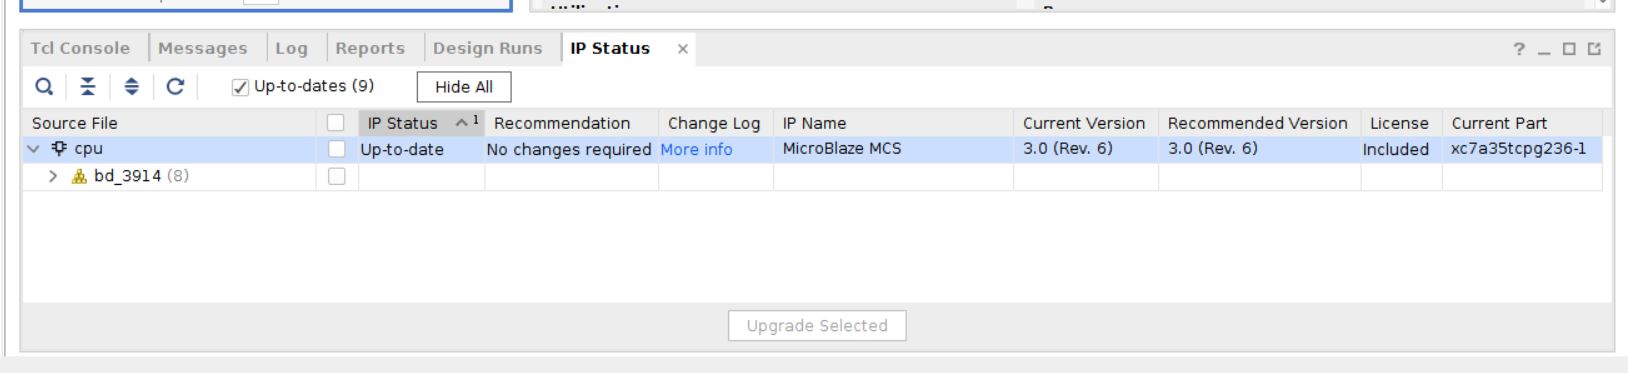 Tcl Console Messages Log Reports Design Runs IP Status × ? _
Up-to-dates (9) Hide All
Source File IP Status 1 Recommendation Change Log IP Name Current Version Recommended Version License Current Part
cpu Up-to-date No changes required More info MicroBlaze MCS 3.0 (Rev. 6) 3.0 (Rev. 6) Included xc7a35tcpg236-1
bd_3914 (8)
Upgrade Selected